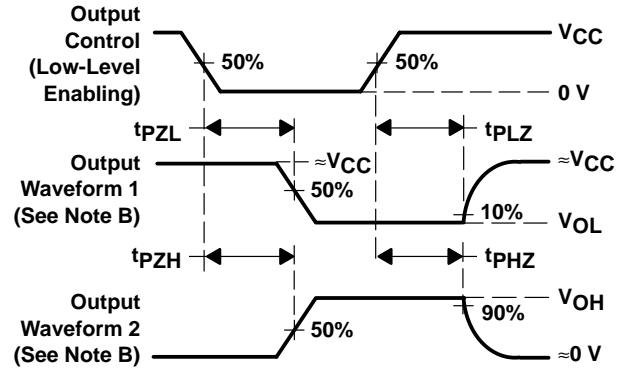 Output
Control
(Low-Level
Enabling)
50%
50%
VCC
0 V
tPZL
tPLZ
Output
Waveform 1
(See Note B)
≈VCC
50%
≈VCC
10%
VOL
tPZH
tPHZ
Output
Waveform 2
(See Note B)
50%
VOH
90%
≈0 V